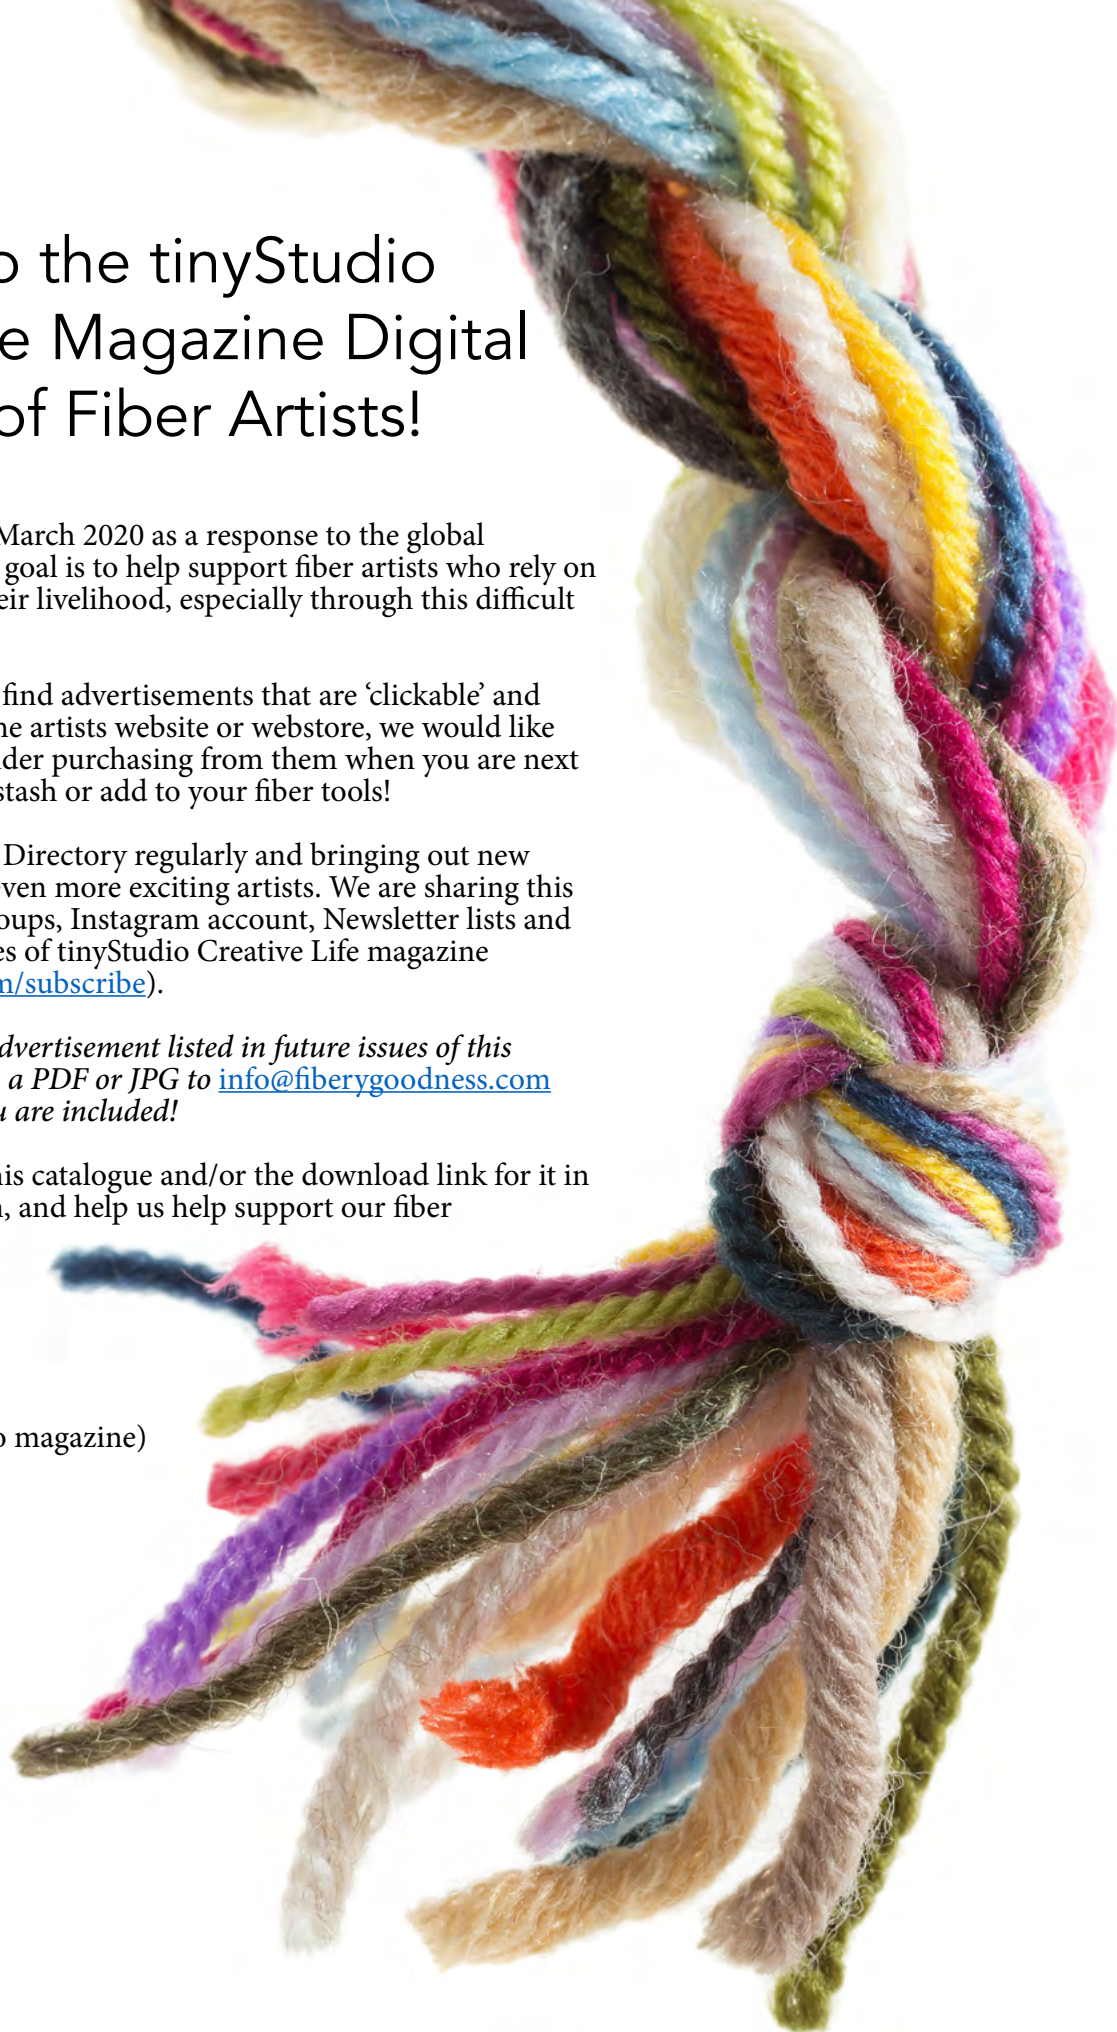 o the tinyStudio
e Magazine Digital
of Fiber Artists!
March 2020 as a response to the global
goal is to help support fiber artists who rely on
eir livelihood, especially through this difficult
find advertisements that are ‘clickable’ and
he artists website or webstore, we would like
der purchasing from them when you are next
stash or add to your fiber tools!
Directory regularly and bringing out new
even more exciting artists. We are sharing this
oups, Instagram account, Newsletter lists and
es of tinyStudio Creative Life magazine
m/subscribe).
dvertisement listed in future issues of this
a PDF or JPG to info@fiberygoodness.com
u are included!
his catalogue and/or the download link for it in
, and help us help support our fiber
o magazine)